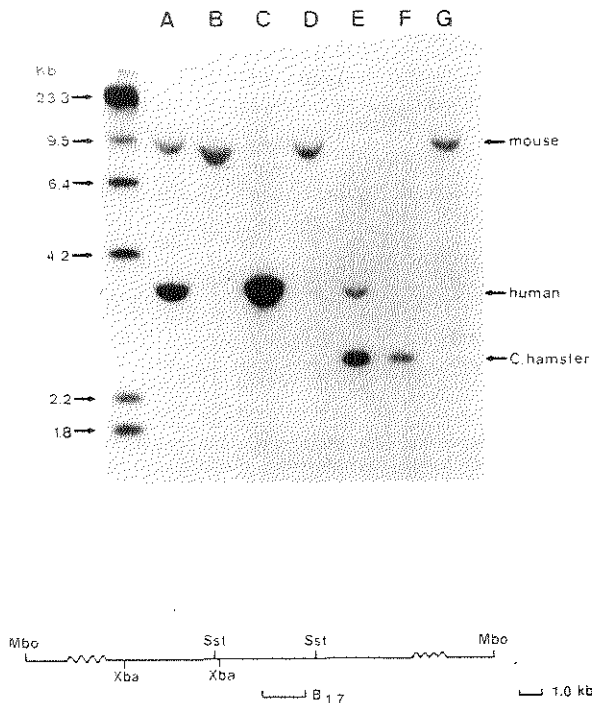 A B C D E F G
Kb
23.3
9.5
mouse
6.4
4.2
human
C.hamster
2.2
1.8
Mbo Sst Sst Mbo
Xba Xba
B 1.7
1.0 kb